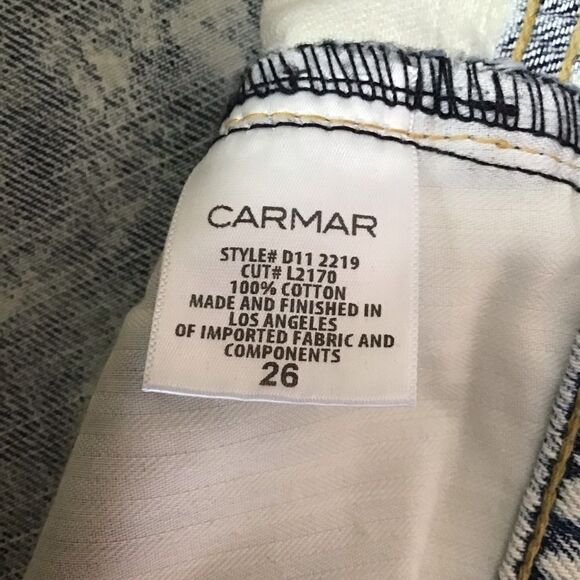 CARMAR
STYLE# D11 2219
CUT# L2170
100% COTTON
MADE AND FINISHED IN
LOS ANGELES
OF IMPORTED FABRIC AND
COMPONENTS
26